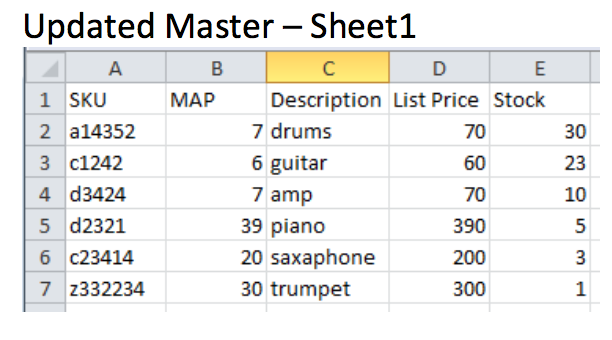 Updated Master – Sheet1
A B C D E
1 SKU MAP Description List Price Stock
2 a14352 7 drums 70 30
3 c1242 6 guitar 60 23
4 d3424 7 amp 70 10
5 d2321 39 piano 390 5
6 c23414 20 saxaphone 200 3
7 z332234 30 trumpet 300 1